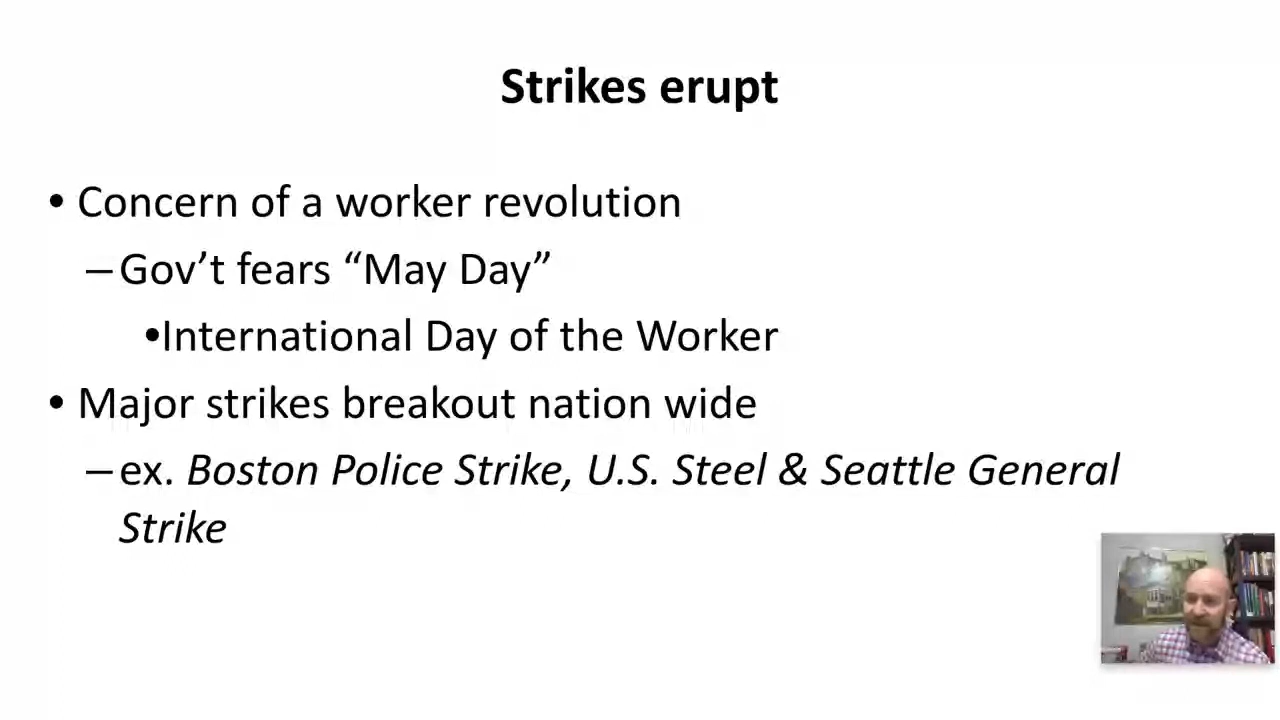 Strikes erupt
• Concern of a worker revolution
– Gov’t fears “May Day”
•International Day of the Worker
• Major strikes breakout nation wide
– ex. Boston Police Strike, U.S. Steel & Seattle General
Strike